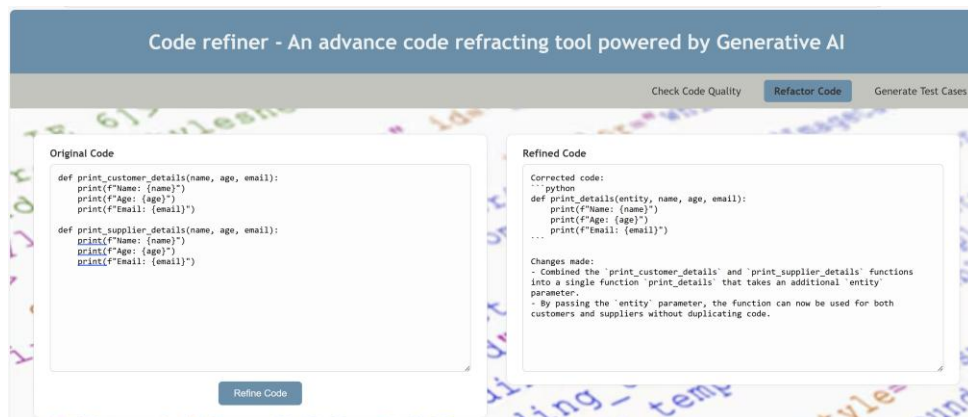 Code refiner - An advance code refracting tool powered by Generative AI
Check Code Quality
Refactor Code
Generate Test Cases
Original Code
def print_customer_details(name, age, email):
    print(f"Name: {name}")
    print(f"Age: {age}")
    print(f"Email: {email}")
def print_supplier_details(name, age, email):
    print(f"Name: {name}")
    print(f"Age: {age}")
    print(f"Email: {email}")
Refine Code
Refined Code
Corrected code:
```python
def print_details(entity, name, age, email):
    print(f"Name: {name}")
    print(f"Age: {age}")
    print(f"Email: {email}")
```
Changes made:
- Combined the `print_customer_details` and `print_supplier_details` functions
into a single function `print_details` that takes an additional `entity`
parameter.
- By passing the `entity` parameter, the function can now be used for both
customers and suppliers without duplicating code.